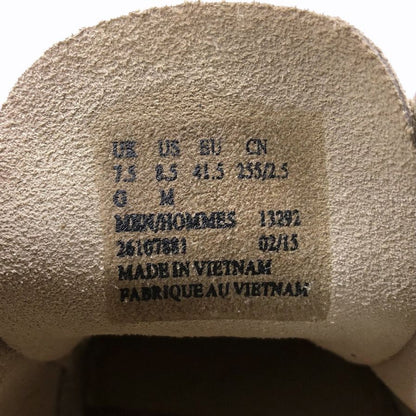 UK US EU CN
7.5 8.5 41.5 255/2.5
G M
MEN/HOMMES 13292
26107881 02/15
MADE IN VIETNAM
FABRIQUE AU VIETNAM